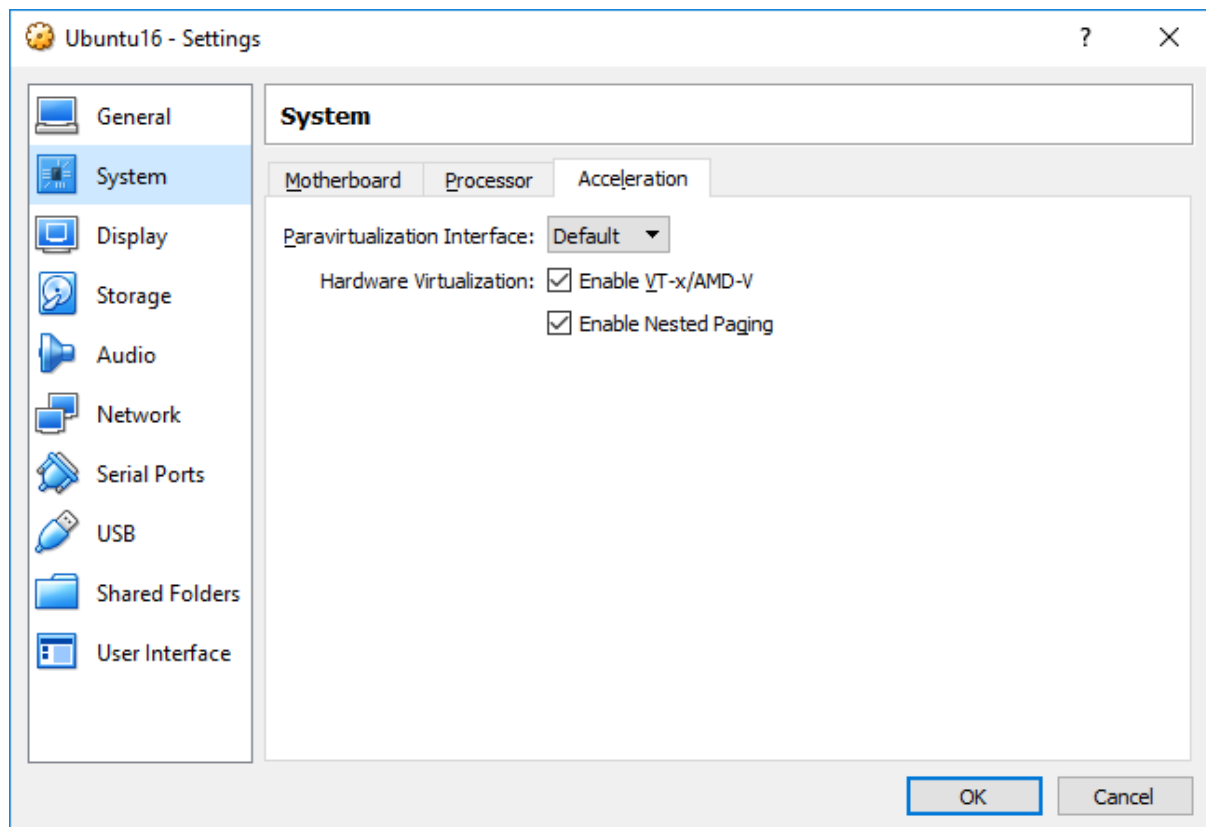 Ubuntu16 - Settings
?
General
System
Display
Storage
Audio
Network
Serial Ports
USB
Shared Folders
User Interface
System
Motherboard Processor Acceleration
Paravirtualization Interface: Default
Hardware Virtualization: Enable VT-x/AMD-V
Enable Nested Paging
OK Cancel